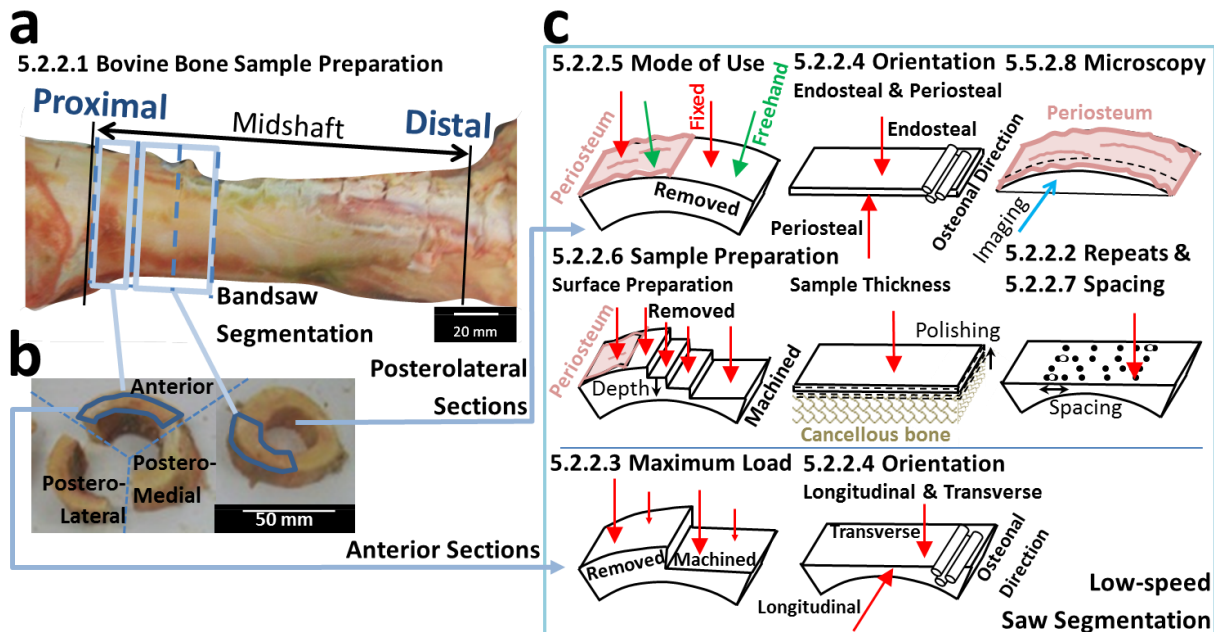 a
5.2.2.1 Bovine Bone Sample Preparation
Proximal
Midshaft
Distal
Bandsaw
Segmentation
20 mm
b
Anterior
Postero-
Medial
Postero-
Lateral
50 mm
Posterolateral
Sections
Anterior Sections
c
5.2.2.5 Mode of Use
Periosteum
Fixed
Freehand
Removed
5.2.2.4 Orientation
Endosteal & Periosteal
Endosteal
Periosteal
Osteonal Direction
5.5.2.8 Microscopy
Periosteum
Imaging
5.2.2.6 Sample Preparation
Surface Preparation
Removed
Periosteum
Depth
Machined
Sample Thickness
Polishing
Cancellous bone
5.2.2.2 Repeats &
5.2.2.7 Spacing
Spacing
5.2.2.3 Maximum Load
Removed
Machined
5.2.2.4 Orientation
Longitudinal & Transverse
Transverse
Longitudinal
Osteonal
Direction
Low-speed
Saw Segmentation